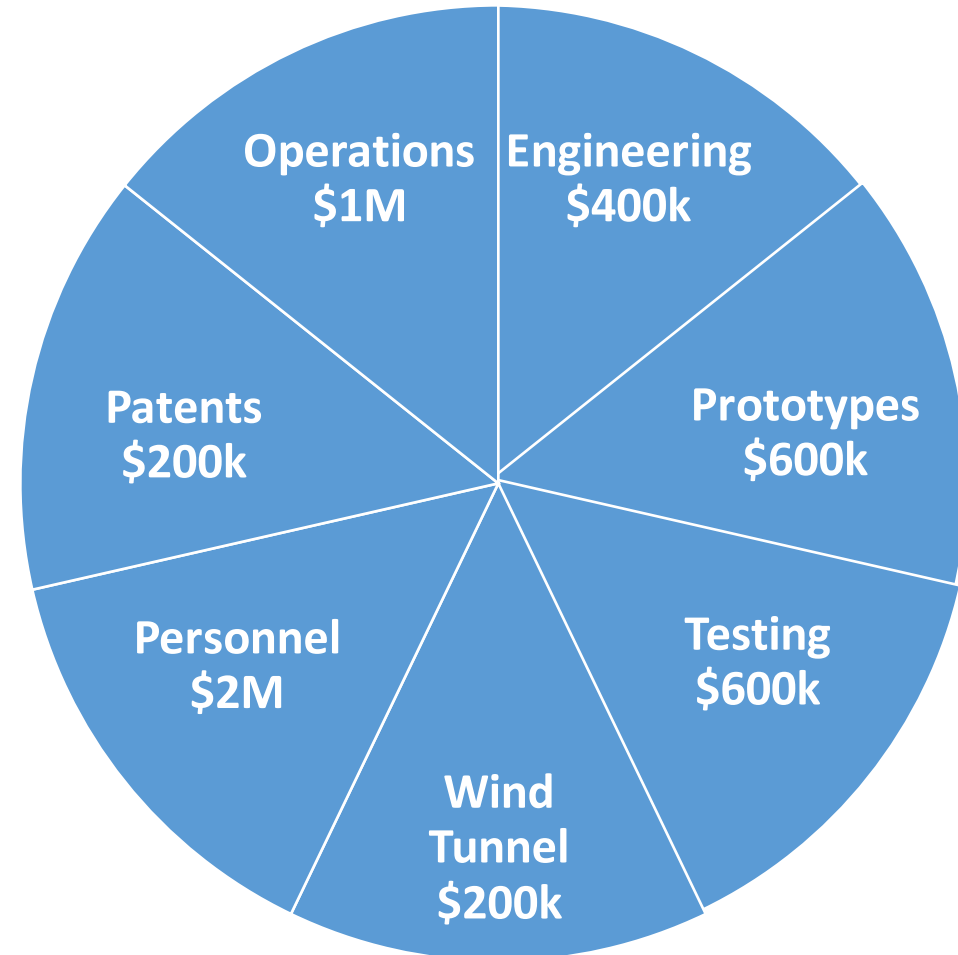 Operations
$1M
Engineering
$400k
Prototypes
$600k
Testing
$600k
Wind
Tunnel
$200k
Personnel
$2M
Patents
$200k